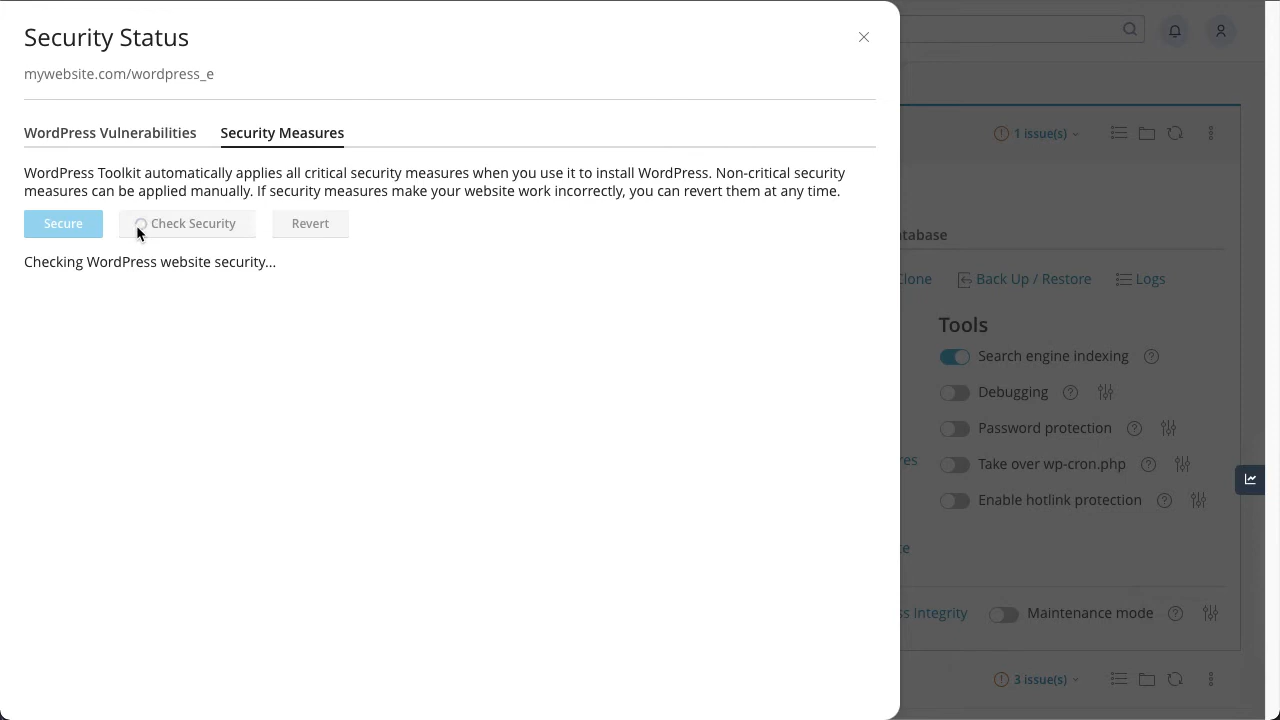 Security Status
mywebsite.com/wordpress_e
WordPress Vulnerabilities
Security Measures
WordPress Toolkit automatically applies all critical security measures when you use it to install WordPress. Non-critical security
measures can be applied manually. If security measures make your website work incorrectly, you can revert them at any time.
Secure
Check Security
Revert
Checking WordPress website security...
1 issue(s)
tabase
Clone
Back Up / Restore
Logs
Tools
Search engine indexing
Debugging
Password protection
res
Take over wp-cron.php
Enable hotlink protection
te
ss Integrity
Maintenance mode
3 issue(s)